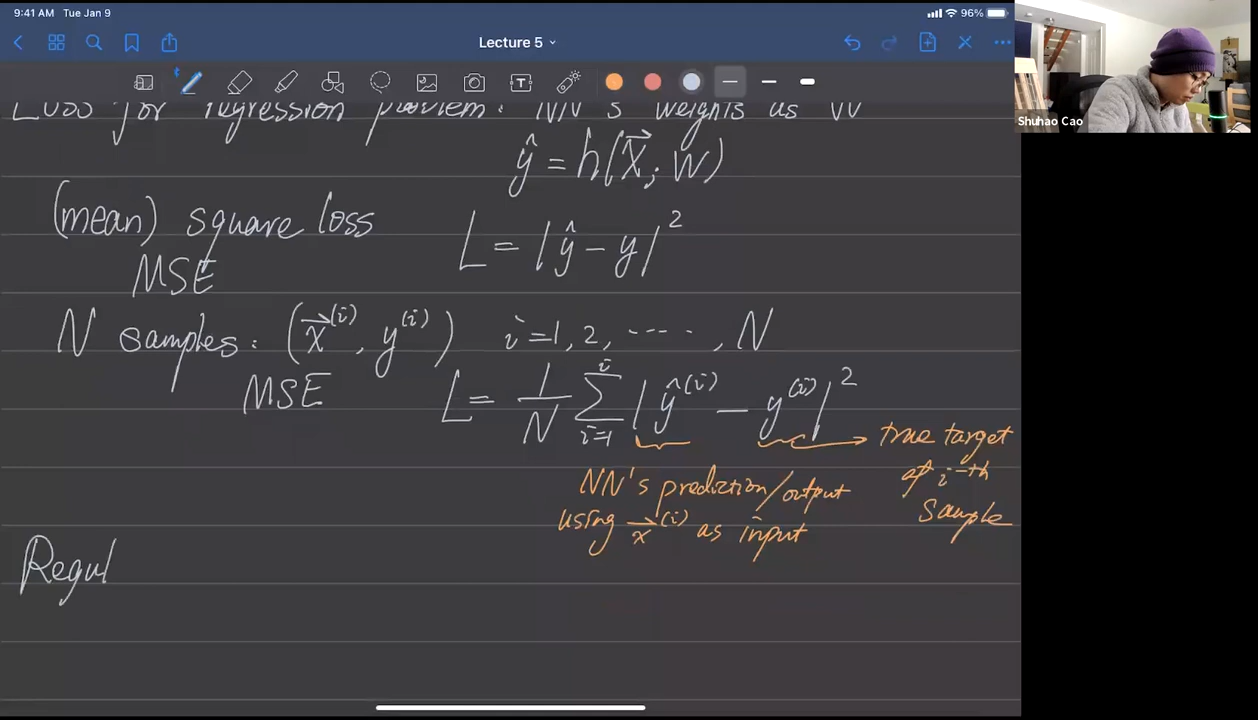 9:41 AM Tue Jan 9
96%
Lecture 5
Shuhao Cao
Loss for regression problem: NN's weights as W
ŷ = h(x⃗; W)
(mean) square loss L = |ŷ − y|²
MSE
N samples: (x⃗⁽ⁱ⁾, y⁽ⁱ⁾) i=1, 2, ····, N
MSE L = 1/N ∑_{i=1}^{i} |ŷ⁽ⁱ⁾ − y⁽ⁱ⁾|²
true target
of i-th
sample
NN's prediction/output
using x⃗⁽ⁱ⁾ as input
Regul